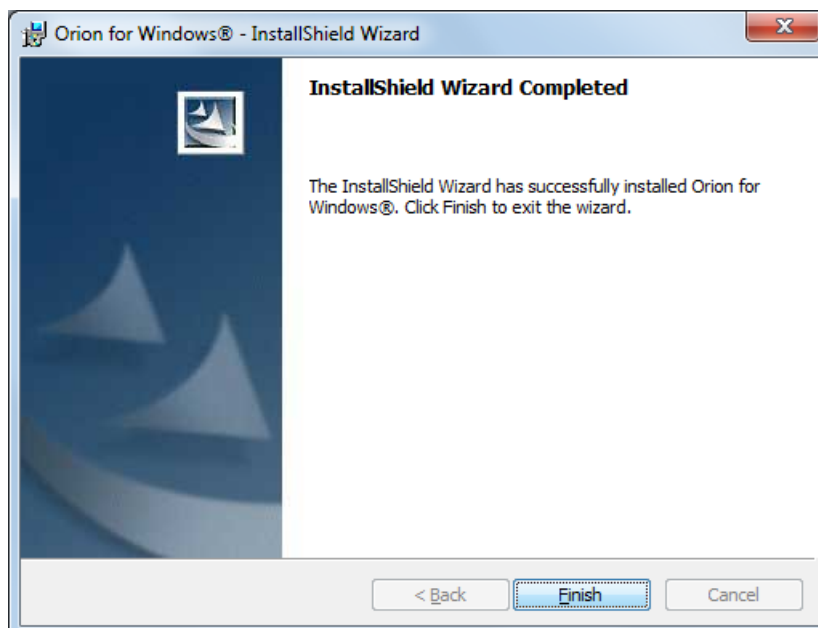 Orion for Windows® - InstallShield Wizard
InstallShield Wizard Completed
The InstallShield Wizard has successfully installed Orion for
Windows®. Click Finish to exit the wizard.
< Back
Finish
Cancel